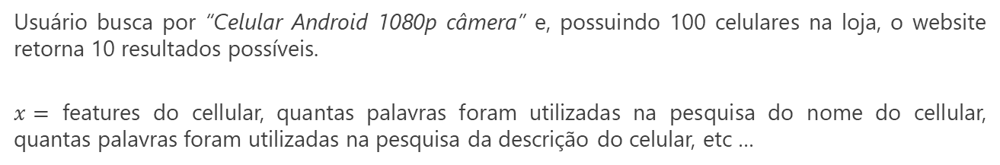 Usuário busca por “Celular Android 1080p câmera” e, possuindo 100 celulares na loja, o website
retorna 10 resultados possíveis.
𝑥 = features do cellular, quantas palavras foram utilizadas na pesquisa do nome do cellular,
quantas palavras foram utilizadas na pesquisa da descrição do celular, etc ...